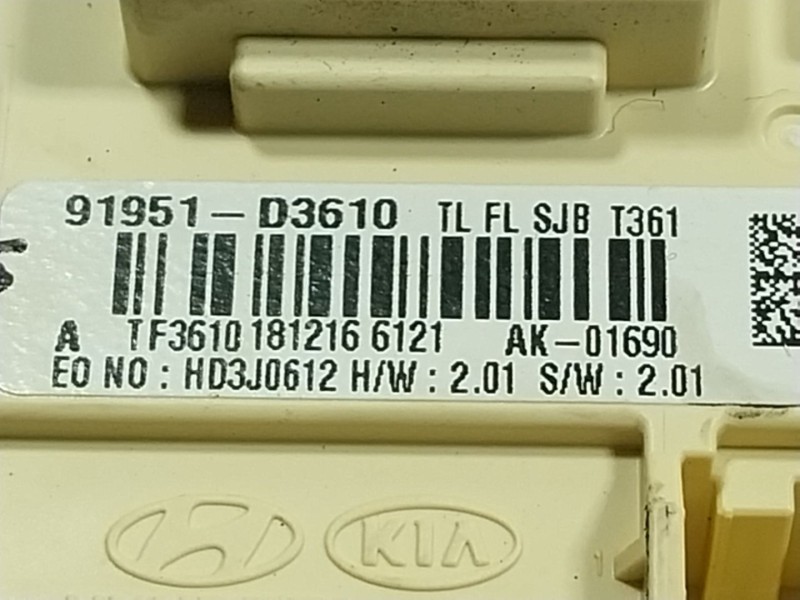 91951-D3610 TL FL SJB T361
A TF3610 181216 6121 AK-01690
EO NO : HD3J0612 H/W : 2.01 S/W : 2.01
KIA